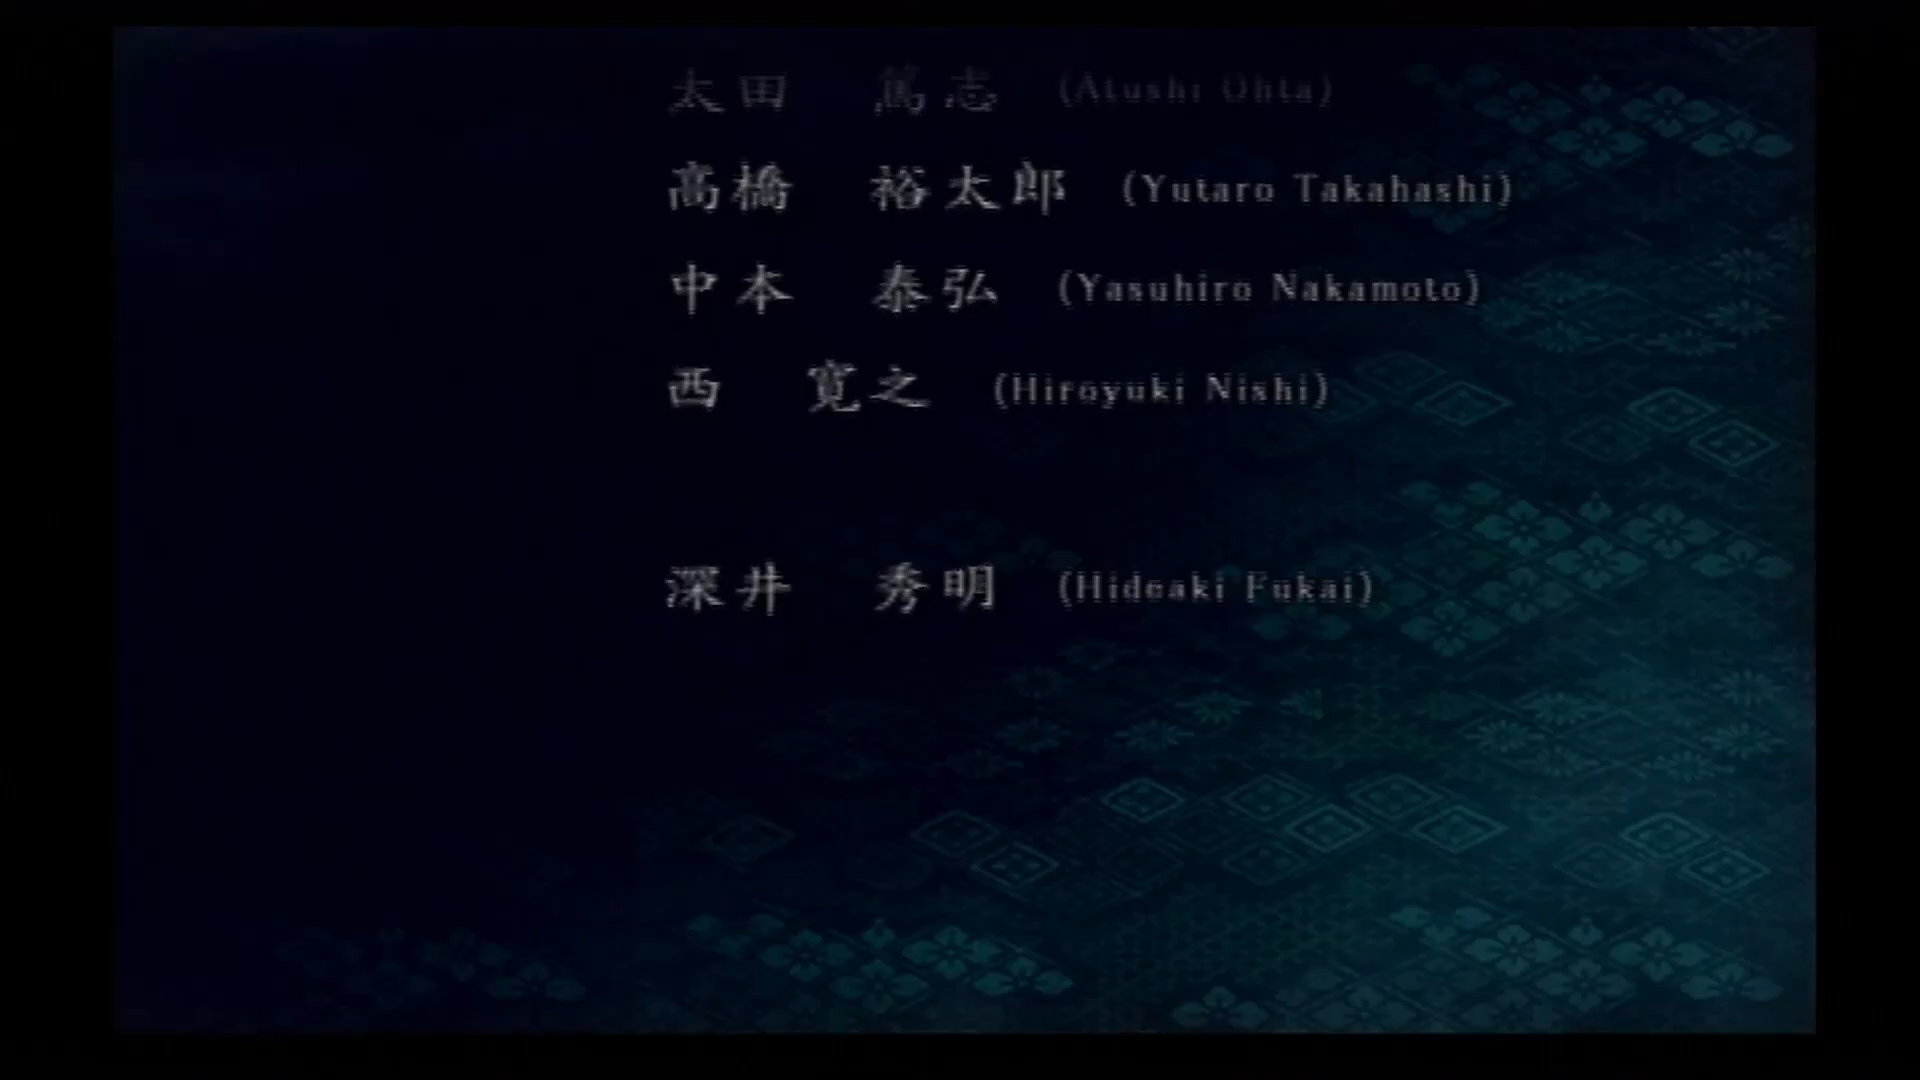 太田 篤志 (Atushi Ohta)
高橋 裕太郎 (Yutaro Takahashi)
中本 泰弘 (Yasuhiro Nakamoto)
西 寛之 (Hiroyuki Nishi)
深井 秀明 (Hideaki Fukai)